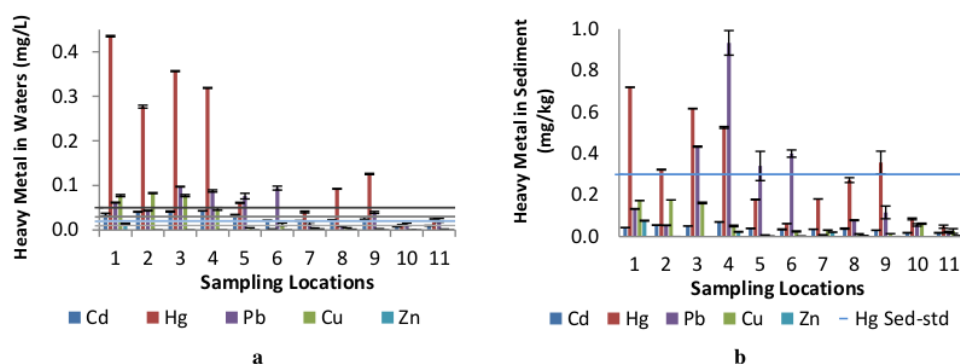 Heavy Metal in Waters (mg/L)
0.4
0.3
0.2
0.1
0.0
1 2 3 4 5 6 7 8 9 10 11
Sampling Locations
Cd Hg Pb Cu Zn
a
Heavy Metal in Sediment
(mg/kg)
1.0
0.8
0.6
0.4
0.2
0.0
1 2 3 4 5 6 7 8 9 10 11
Sampling Locations
Cd Hg Pb Cu Zn Hg Sed-std
b